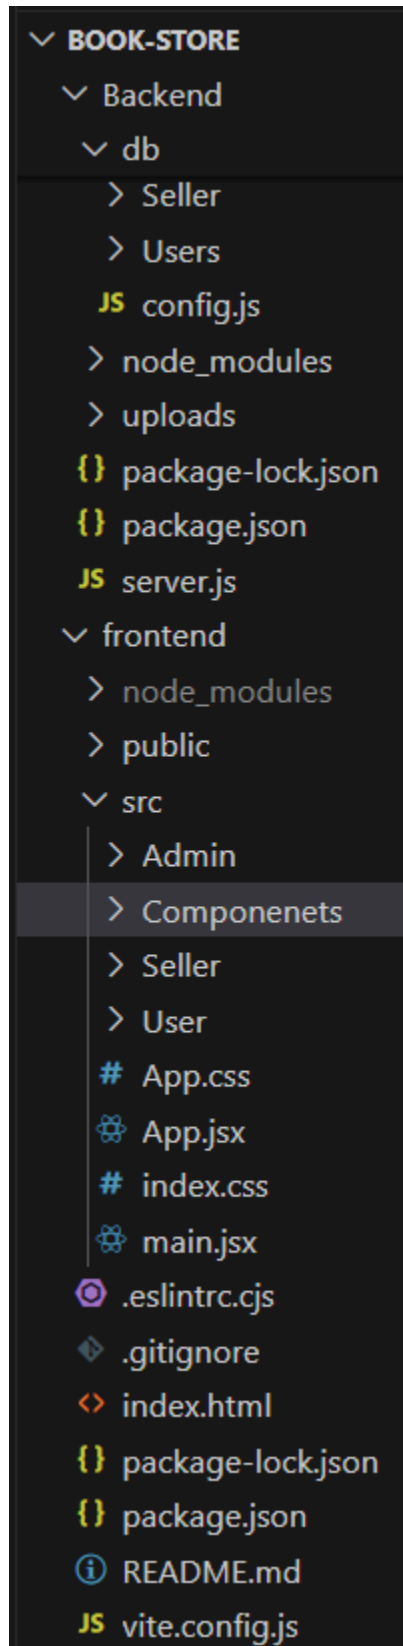 BOOK-STORE
Backend
db
Seller
Users
JS config.js
node_modules
uploads
{} package-lock.json
{} package.json
JS server.js
frontend
node_modules
public
src
Admin
Componenets
Seller
User
# App.css
App.jsx
# index.css
main.jsx
.eslintrc.cjs
.gitignore
<> index.html
{} package-lock.json
{} package.json
README.md
JS vite.config.js